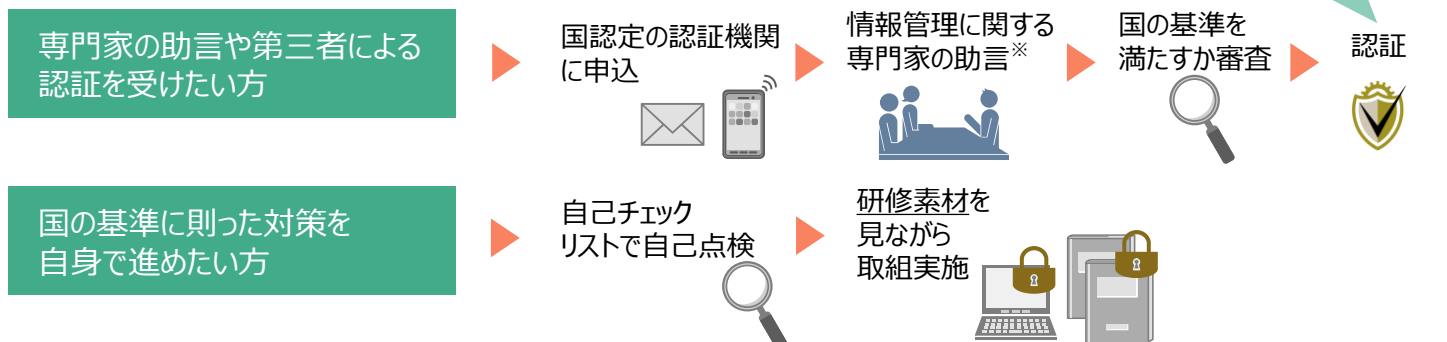 専門家の助言や第三者による
認証を受けたい方
国認定の認証機関
に申込
情報管理に関する
専門家の助言※
国の基準を
満たすか審査
認証
国の基準に則った対策を
自身で進めたい方
自己チェック
リストで自己点検
研修素材を
見ながら
取組実施